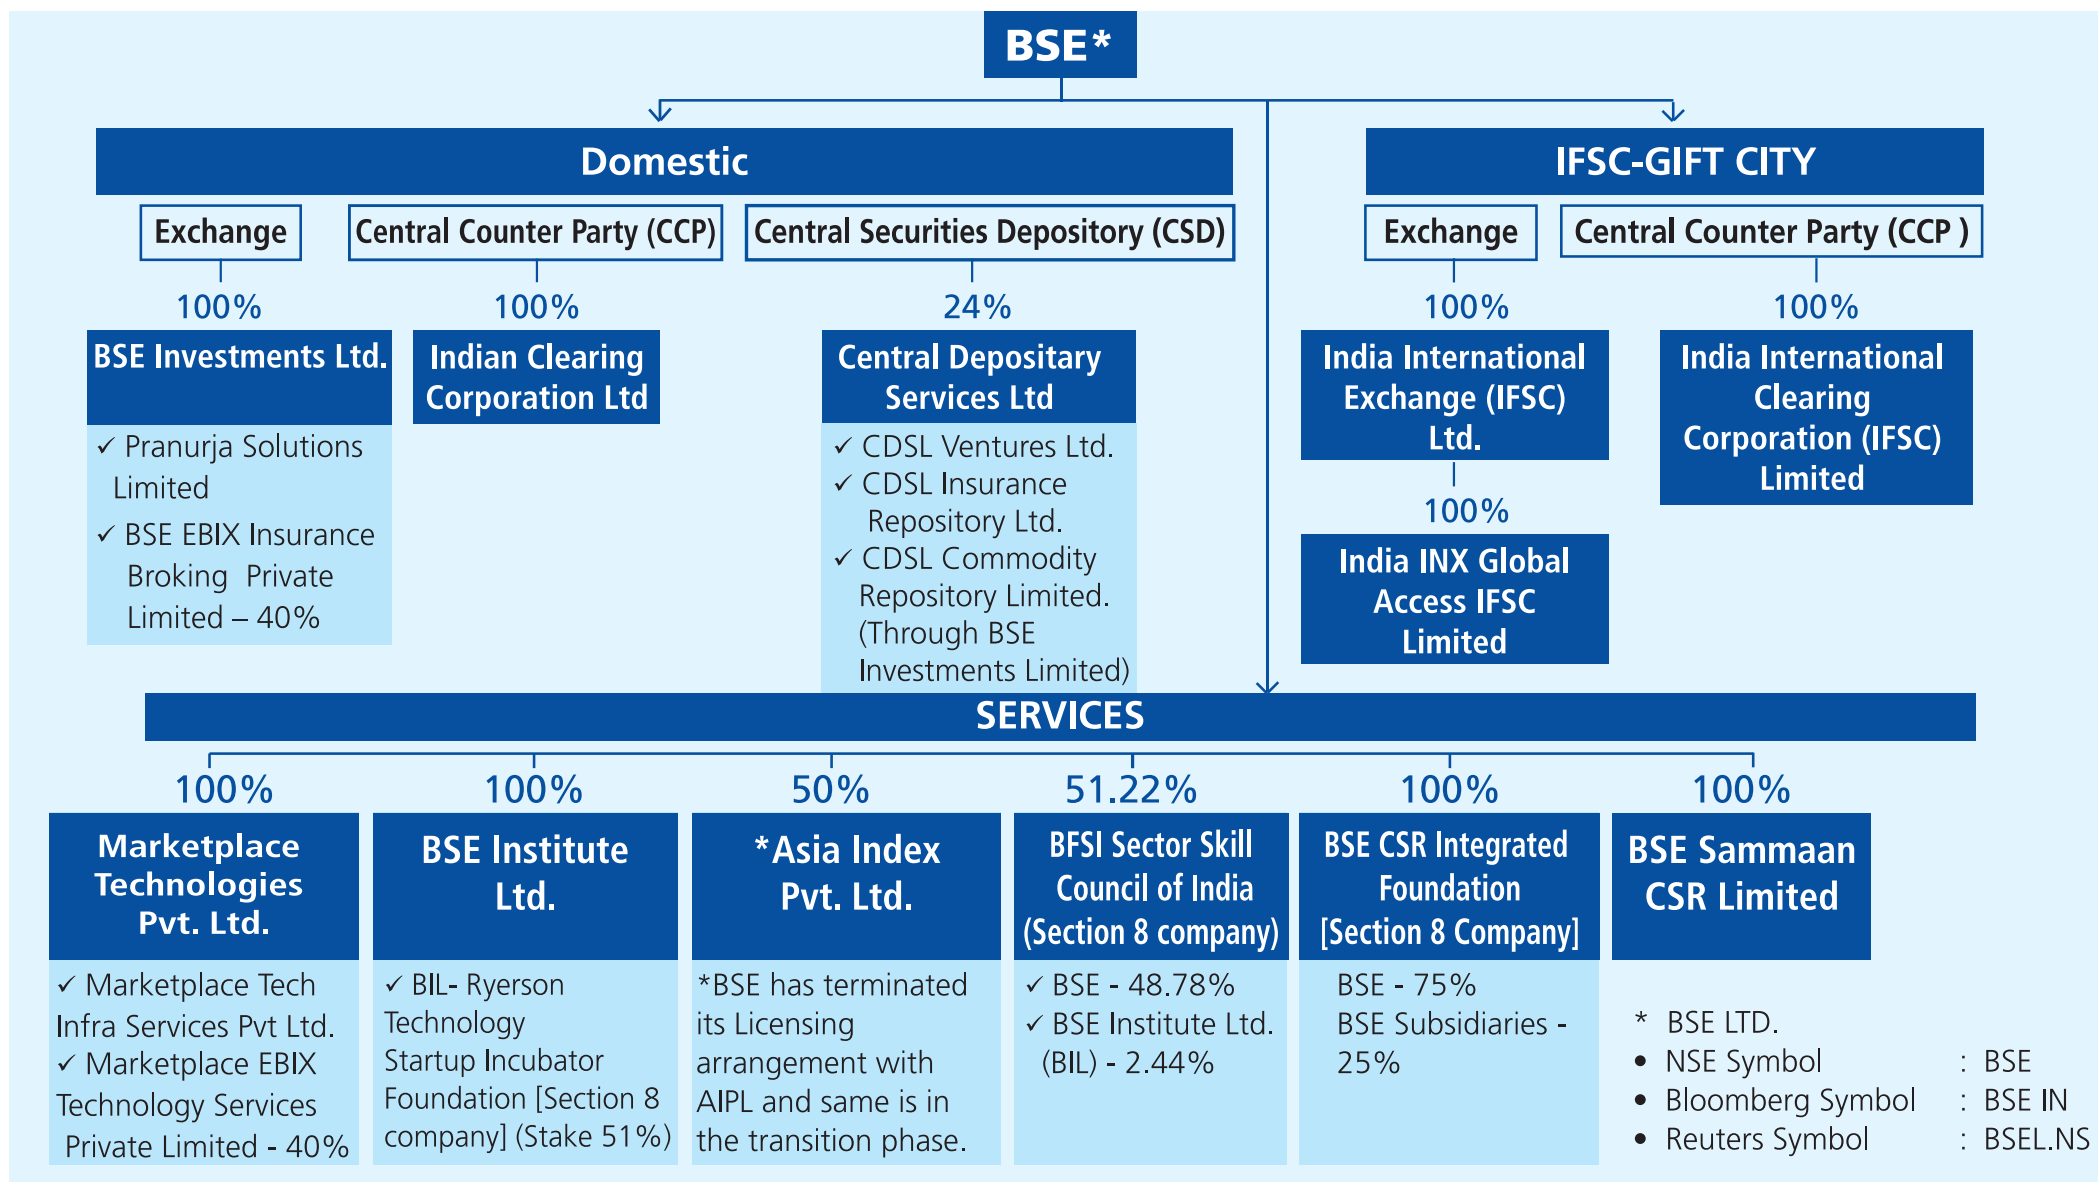 BSE*
Domestic
IFSC-GIFT CITY
Exchange
Central Counter Party (CCP)
Central Securities Depository (CSD)
Exchange
Central Counter Party (CCP )
100%
100%
24%
100%
100%
BSE Investments Ltd.
Pranurja Solutions
Limited
BSE EBIX Insurance
Broking Private
Limited – 40%
Indian Clearing
Corporation Ltd
Central Depositary
Services Ltd
CDSL Ventures Ltd.
CDSL Insurance
Repository Ltd.
CDSL Commodity
Repository Limited.
(Through BSE
Investments Limited)
India International
Exchange (IFSC)
Ltd.
100%
India INX Global
Access IFSC
Limited
India International
Clearing
Corporation (IFSC)
Limited
SERVICES
100%
100%
50%
51.22%
100%
100%
Marketplace
Technologies
Pvt. Ltd.
✓ Marketplace Tech
Infra Services Pvt Ltd.
✓ Marketplace EBIX
Technology Services
Private Limited - 40%
BSE Institute
Ltd.
✓ BIL- Ryerson
Technology
Startup Incubator
Foundation [Section 8
company] (Stake 51%)
*Asia Index
Pvt. Ltd.
*BSE has terminated
its Licensing
arrangement with
AIPL and same is in
the transition phase.
BFSI Sector Skill
Council of India
(Section 8 company)
✓ BSE - 48.78%
✓ BSE Institute Ltd.
(BIL) - 2.44%
BSE CSR Integrated
Foundation
[Section 8 Company]
BSE - 75%
BSE Subsidiaries -
25%
BSE Sammaan
CSR Limited
* BSE LTD.
• NSE Symbol : BSE
• Bloomberg Symbol : BSE IN
• Reuters Symbol : BSEL.NS